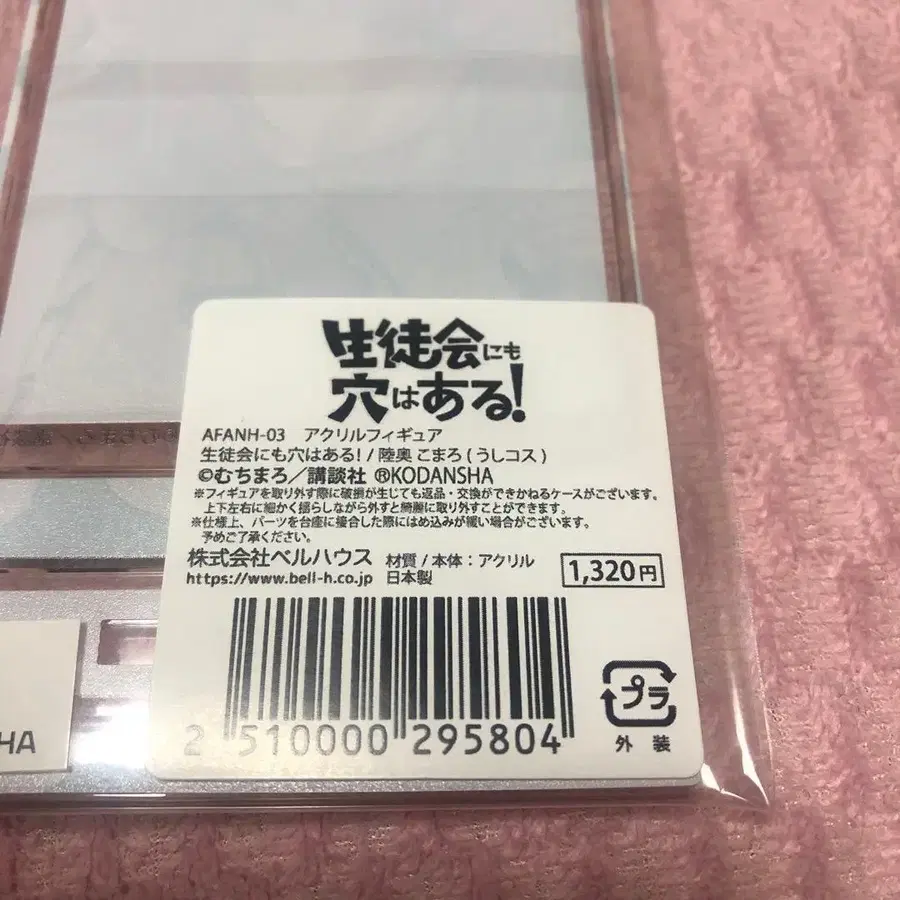 生徒会にも
穴はある!
AFANH-03 アクリルフィギュア
生徒会にも穴はある! / 陸奥 こまろ (うしコス)
©むちまろ／講談社 ®KODANSHA
※フィギュアを取り外す際に破損が生じても返品・交換ができかねるケースがございます。
上下左右に細かく揺らしながら外すと綺麗に取り外すことができます。
※仕様上、パーツを台座に接合した際にはめ込みが緩い場合がございます。
予めご了承ください。
株式会社ベルハウス 材質 / 本体：アクリル
https://www.bell-h.co.jp 日本製
1,320円
2 510000 295804
プラ
外 装
HA